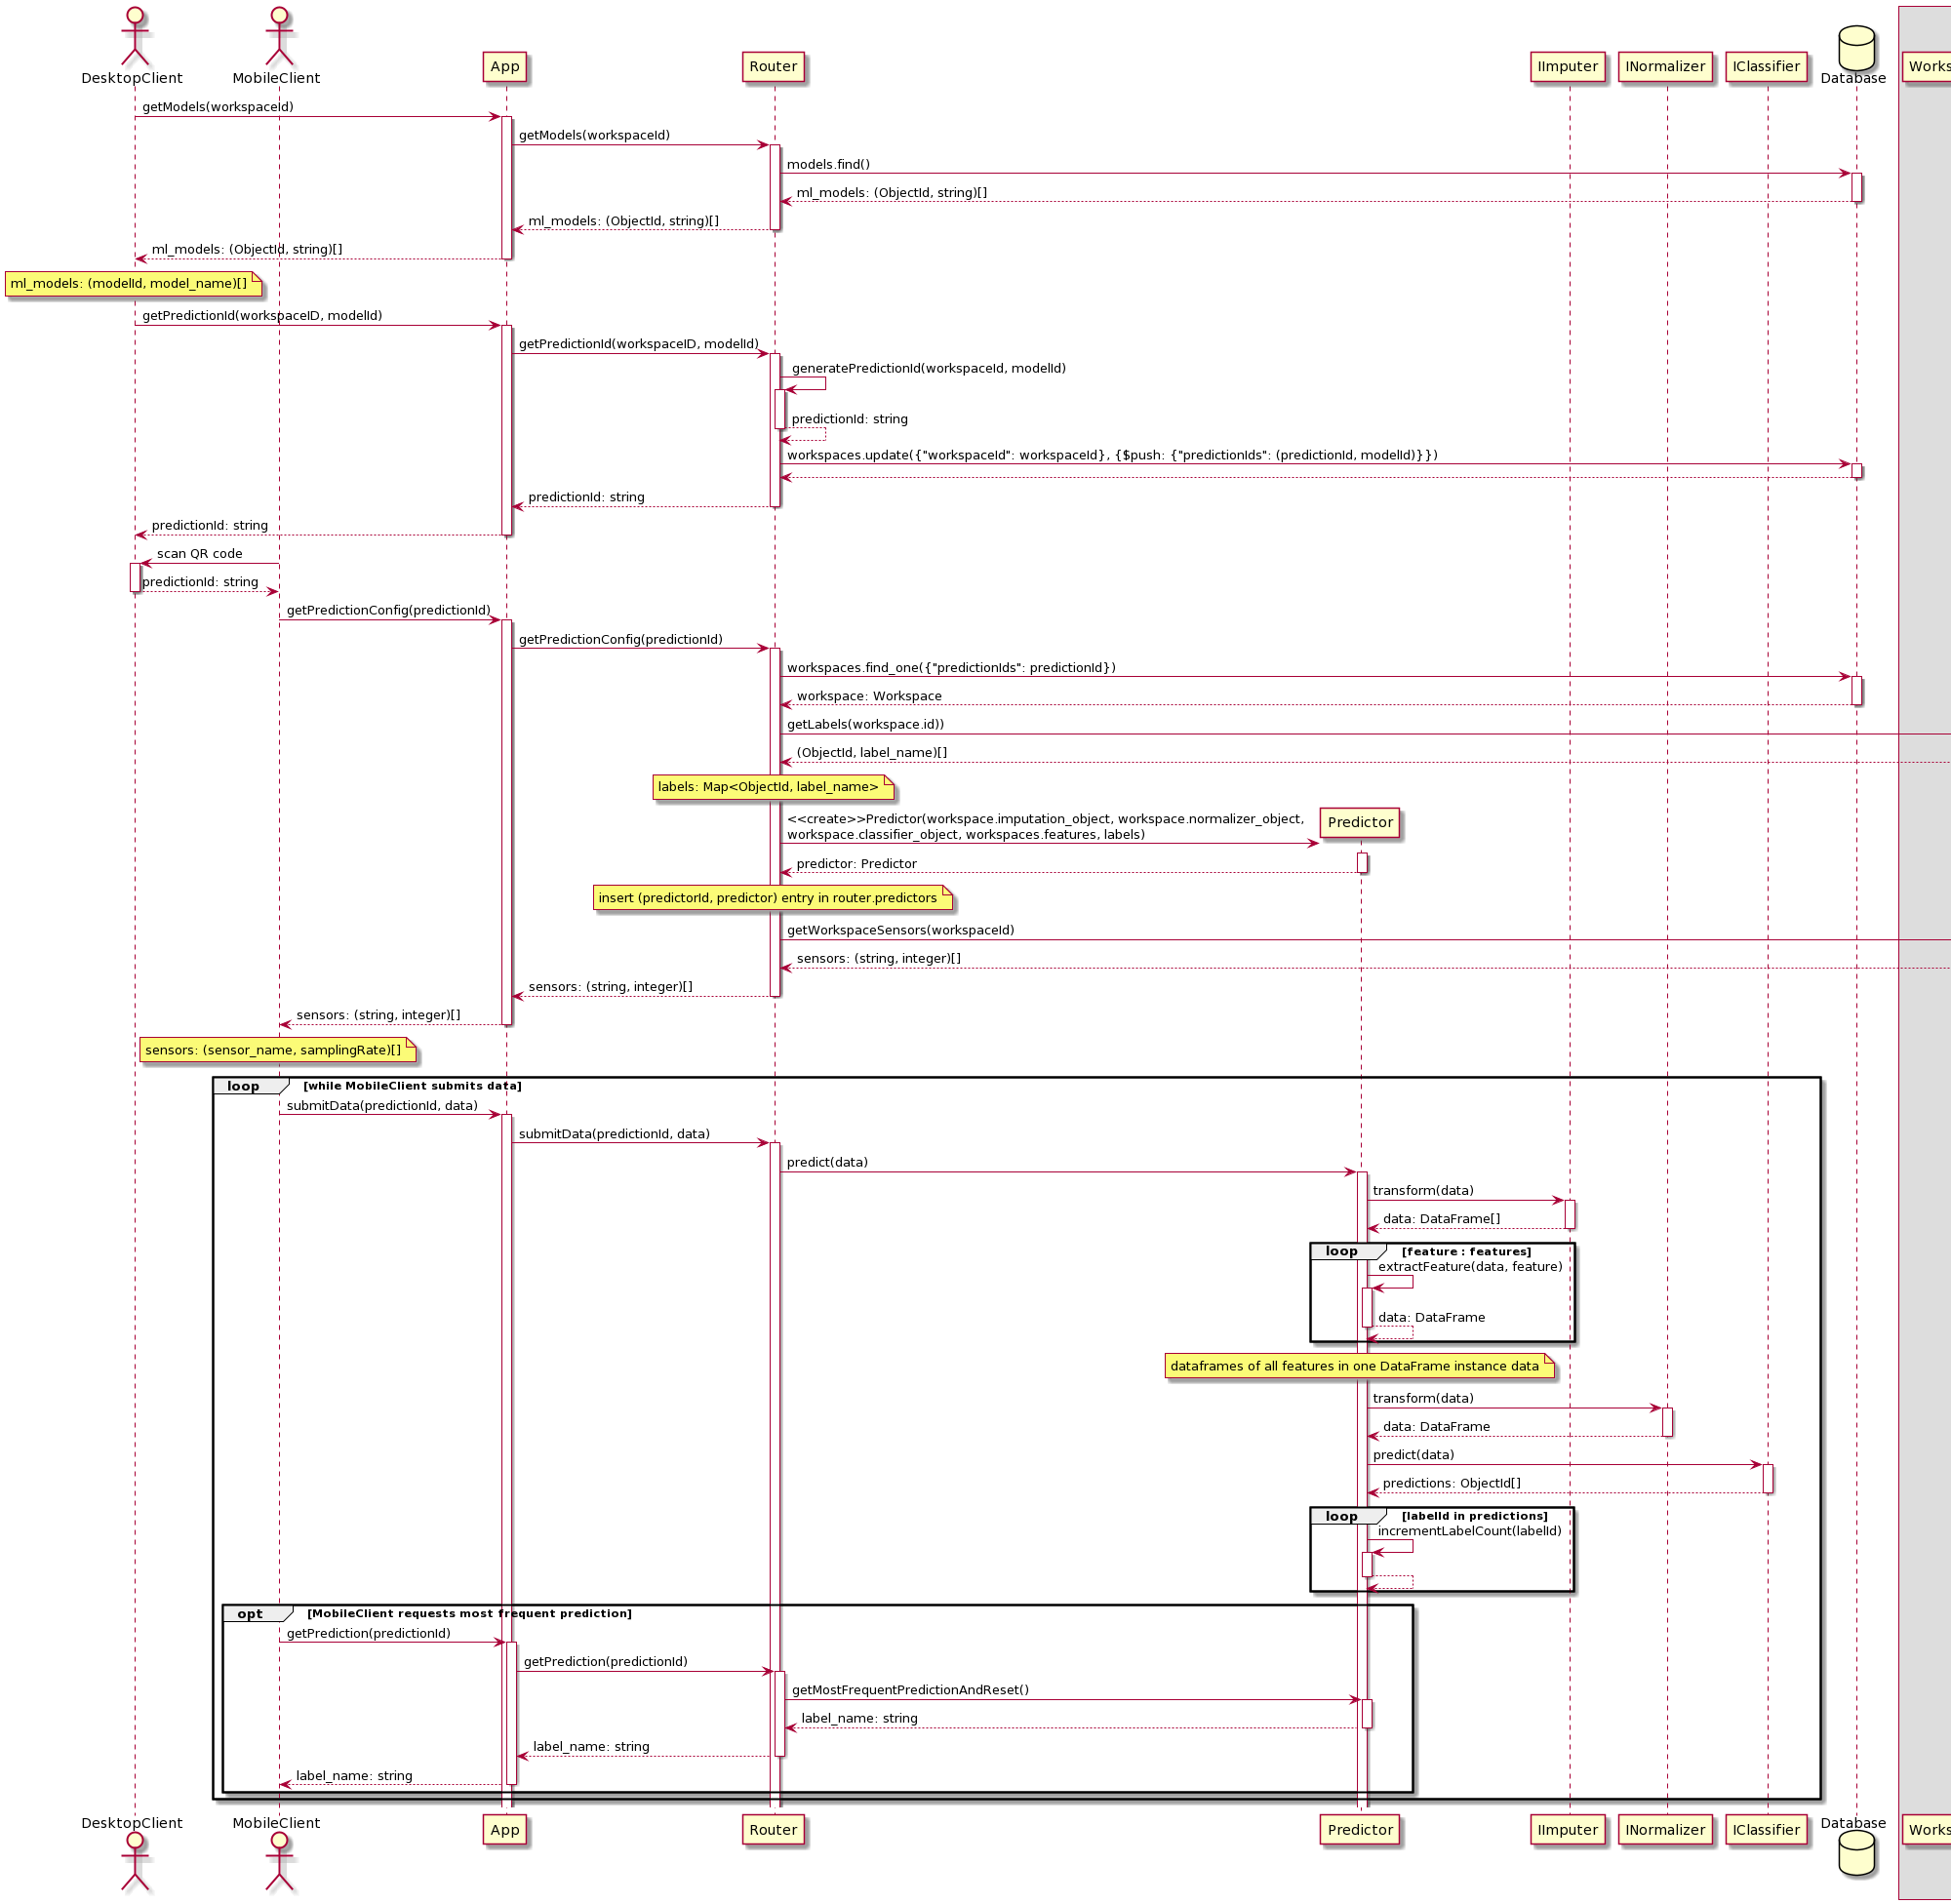 DesktopClient
MobileClient
App
Router
IImputer
INormalizer
IClassifier
Database
Works
getModels(workspaceId)
getModels(workspaceId)
models.find()
ml_models: (ObjectId, string)[]
ml_models: (ObjectId, string)[]
ml_models: (ObjectId, string)[]
ml_models: (modelId, model_name)[]
getPredictionId(workspaceID, modelId)
getPredictionId(workspaceID, modelId)
generatePredictionId(workspaceId, modelId)
predictionId: string
workspaces.update({"workspaceId": workspaceId}, {$push: {"predictionIds": (predictionId, modelId)}})
predictionId: string
predictionId: string
scan QR code
predictionId: string
getPredictionConfig(predictionId)
getPredictionConfig(predictionId)
workspaces.find_one({"predictionIds": predictionId})
workspace: Workspace
getLabels(workspace.id))
(ObjectId, label_name)[]
labels: Map<ObjectId, label_name>
<<create>>Predictor(workspace.imputation_object, workspace.normalizer_object,
workspace.classifier_object, workspaces.features, labels)
Predictor
predictor: Predictor
insert (predictorId, predictor) entry in router.predictors
getWorkspaceSensors(workspaceId)
sensors: (string, integer)[]
sensors: (string, integer)[]
sensors: (string, integer)[]
sensors: (sensor_name, samplingRate)[]
loop [while MobileClient submits data]
submitData(predictionId, data)
submitData(predictionId, data)
predict(data)
transform(data)
data: DataFrame[]
loop [feature : features]
extractFeature(data, feature)
data: DataFrame
dataframes of all features in one DataFrame instance data
transform(data)
data: DataFrame
predict(data)
predictions: ObjectId[]
loop [labelId in predictions]
incrementLabelCount(labelId)
opt [MobileClient requests most frequent prediction]
getPrediction(predictionId)
getPrediction(predictionId)
getMostFrequentPredictionAndReset()
label_name: string
label_name: string
label_name: string
DesktopClient
MobileClient
App
Router
Predictor
IImputer
INormalizer
IClassifier
Database
Works